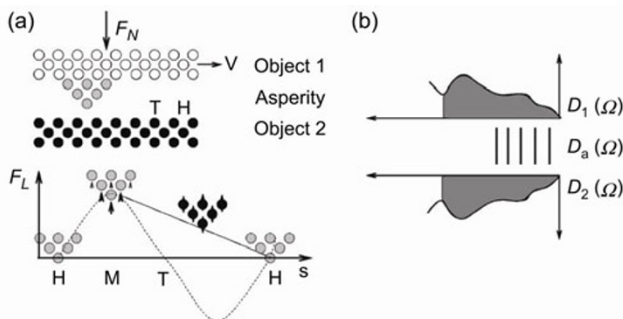 (a)
F_N
V
Object 1
T H
Asperity
Object 2
F_L
H M T H s
(b)
D_1 (Ω)
D_a (Ω)
D_2 (Ω)